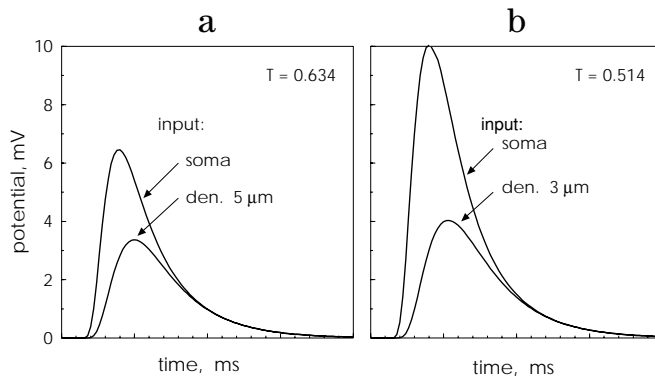 a
b
potential, mV
10
8
6
4
2
0
T = 0.634
input:
soma
den. 5 µm
time, ms
T = 0.514
input:
soma
den. 3 µm
time, ms